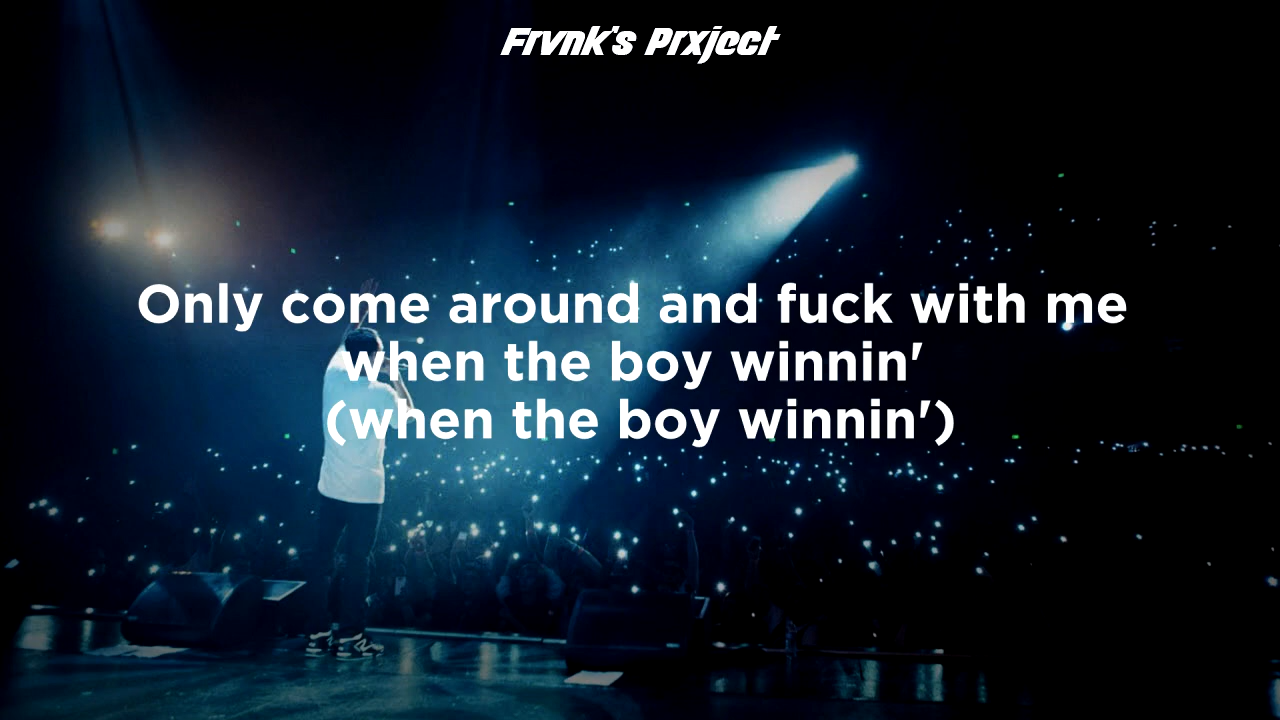 Frvnk's Prxject
Only come around and fuck with me
when the boy winnin'
(when the boy winnin')